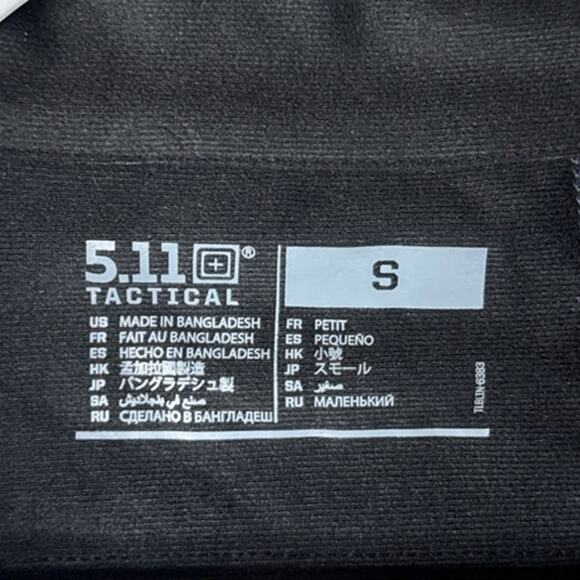 5.11®
TACTICAL
US MADE IN BANGLADESH
FR FAIT AU BANGLADESH
ES HECHO EN BANGLADESH
HK 孟加拉國製造
JP バングラデシュ製
SA صنع في بنجلاديش
RU СДЕЛАНО В БАНГЛАДЕШ
S
FR PETIT
ES PEQUEÑO
HK 小號
JP スモール
SA صغير
RU МАЛЕНЬКИЙ